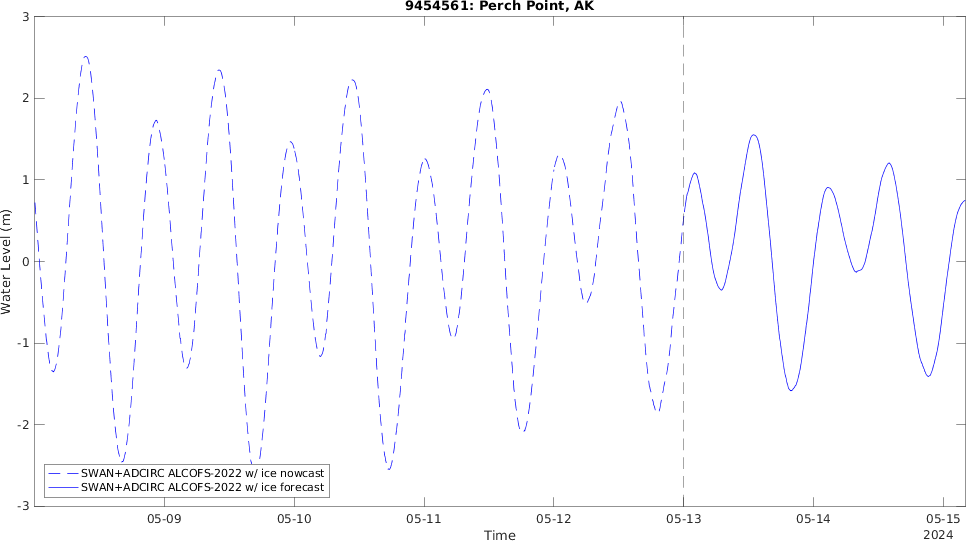 9454561: Perch Point, AK
3
2
1
0
-1
-2
-3
Water Level (m)
SWAN+ADCIRC ALCOFS-2022 w/ ice nowcast
SWAN+ADCIRC ALCOFS-2022 w/ ice forecast
05-09 05-10 05-11 05-12 05-13 05-14 05-15
Time 2024